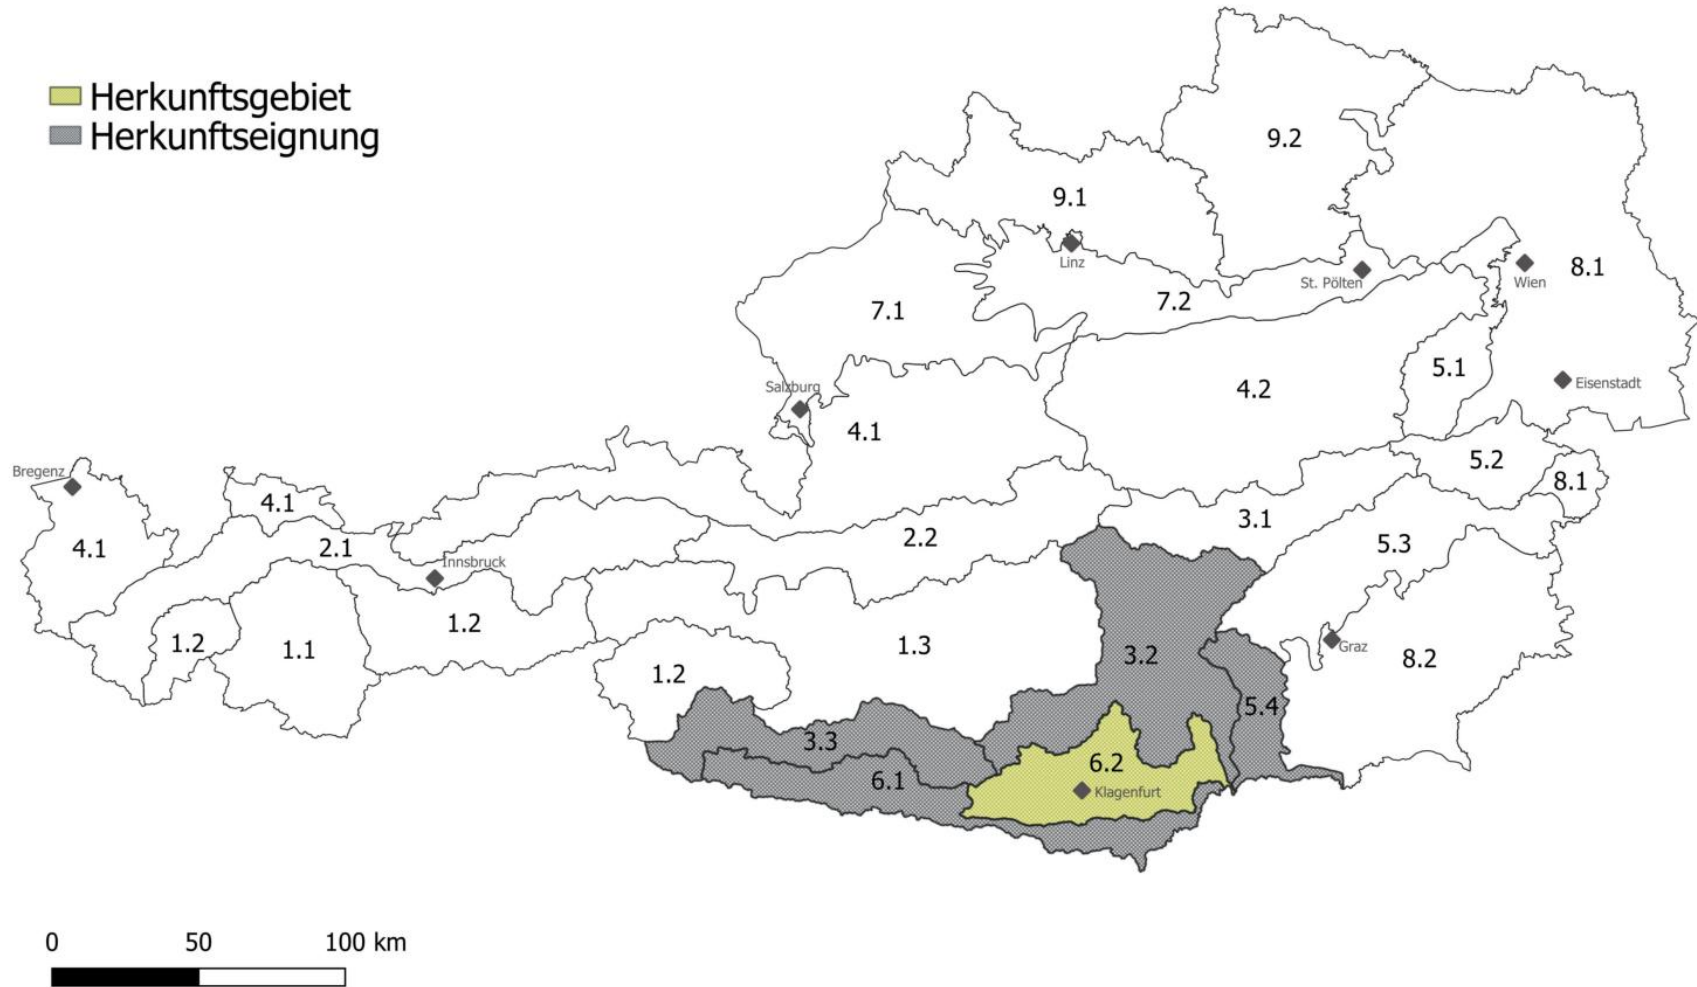 Herkunftsgebiet
Herkunftseignung
9.2
9.1
Linz
St. Pölten
Wien
8.1
7.1
7.2
5.1
Salzburg
4.2
Eisenstadt
4.1
Bregenz
5.2
8.1
4.1
3.1
4.1
2.1
2.2
5.3
Innsbruck
1.2
1.1
1.2
1.3
3.2
Graz
8.2
1.2
5.4
3.3
6.2
6.1
Klagenfurt
0 50 100 km